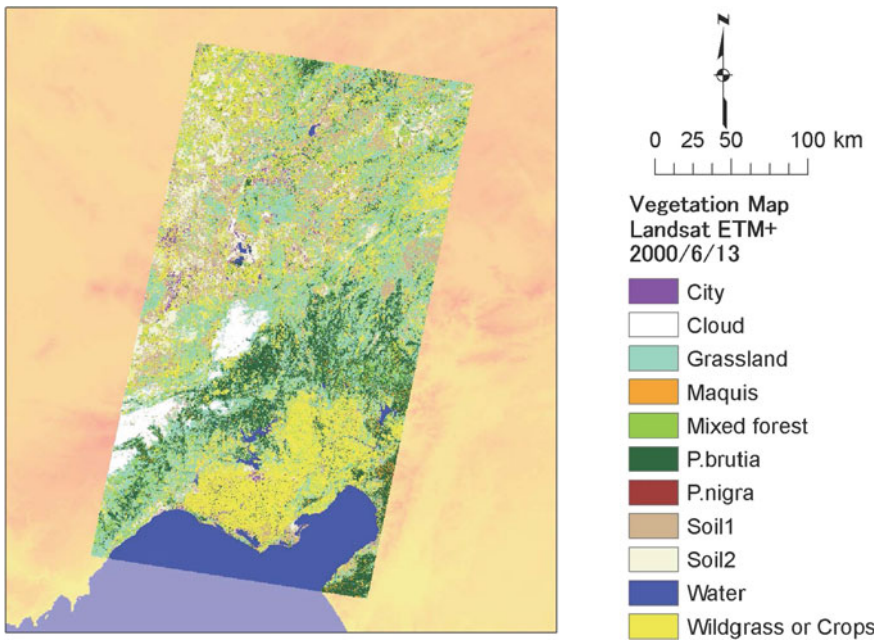 N
0 25 50 100 km
Vegetation Map
Landsat ETM+
2000/6/13
City
Cloud
Grassland
Maquis
Mixed forest
P.brutia
P.nigra
Soil1
Soil2
Water
Wildgrass or Crops